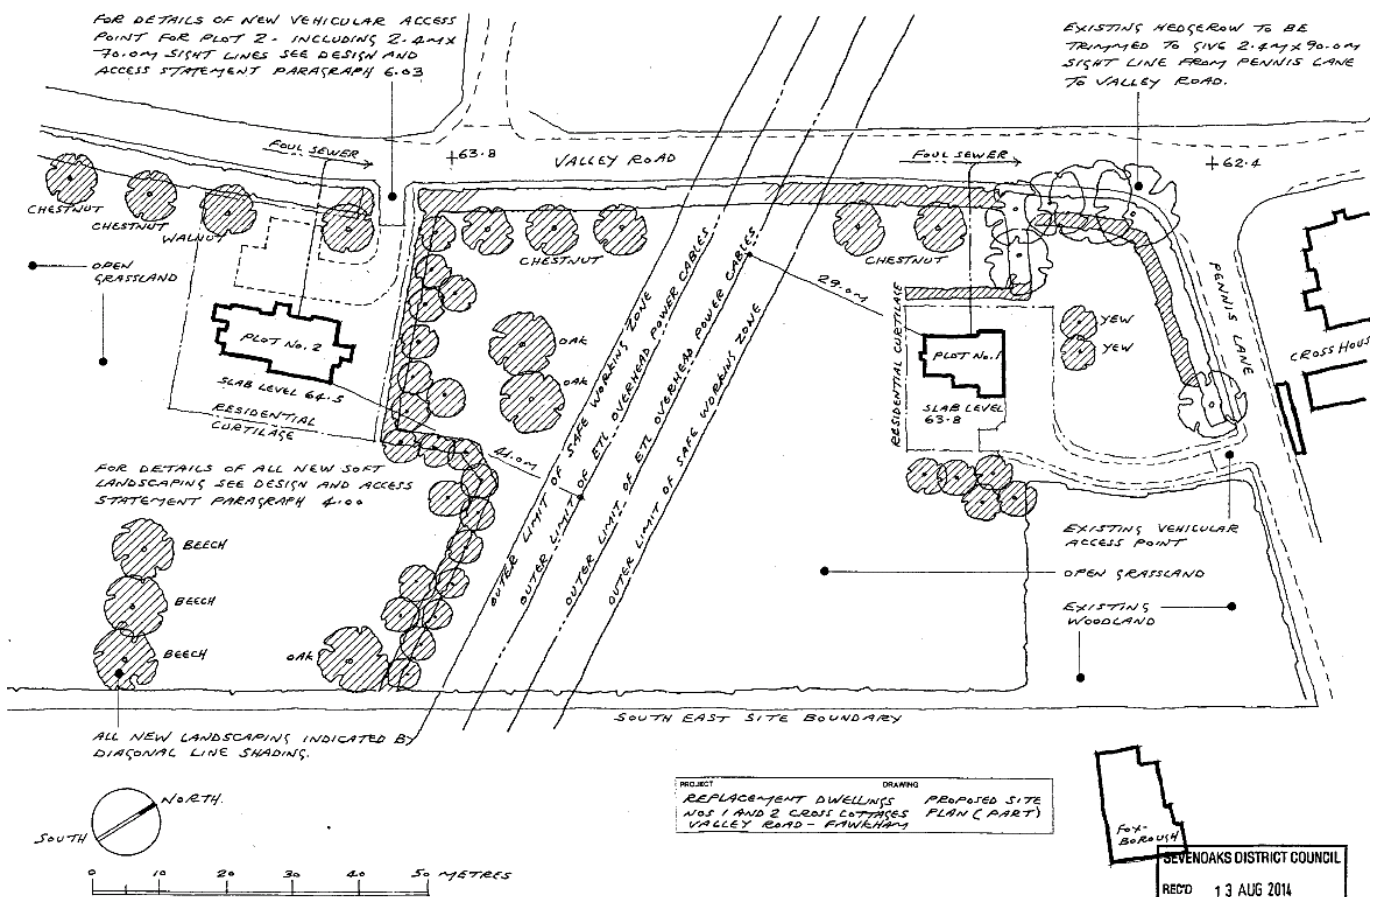 FOR DETAILS OF NEW VEHICULAR ACCESS
POINT FOR PLOT 2 - INCLUDING 2.4M X
70.0M SIGHT LINES SEE DESIGN AND
ACCESS STATEMENT PARAGRAPH 6.03
EXISTING HEDGEROW TO BE
TRIMMED TO GIVE 2.4M X 90.0M
SIGHT LINE FROM PENNIS LANE
TO VALLEY ROAD.
FOUL SEWER
+63.8
VALLEY ROAD
FOUL SEWER
+62.4
CHESTNUT
CHESTNUT
WALNUT
CHESTNUT
CHESTNUT
OPEN
GRASSLAND
PLOT No. 2
SLAB LEVEL 64.5
RESIDENTIAL
CURTILAGE
OAK
OAK
44.0M
29.0M
OUTER LIMIT OF SAFE WORKING ZONE
OUTER LIMIT OF ETL OVERHEAD POWER CABLES
OUTER LIMIT OF ETL OVERHEAD POWER CABLES
OUTER LIMIT OF SAFE WORKING ZONE
RESIDENTIAL CURTILAGE
PLOT No. 1
SLAB LEVEL
63.8
YEW
YEW
PENNIS LANE
CROSS HOUS
FOR DETAILS OF ALL NEW SOFT
LANDSCAPING SEE DESIGN AND ACCESS
STATEMENT PARAGRAPH 4.00
BEECH
BEECH
BEECH
OAK
EXISTING VEHICULAR
ACCESS POINT
OPEN GRASSLAND
EXISTING
WOODLAND
SOUTH EAST SITE BOUNDARY
ALL NEW LANDSCAPING INDICATED BY
DIAGONAL LINE SHADING.
NORTH.
SOUTH
0 10 20 30 40 50 METRES
PROJECT DRAWING
REPLACEMENT DWELLINGS PROPOSED SITE
NOS 1 AND 2 CROSS COTTAGES PLAN (PART)
VALLEY ROAD - FAWKHAM
FOX-
BOROUGH
SEVENOAKS DISTRICT COUNCIL
REC'D 13 AUG 2014